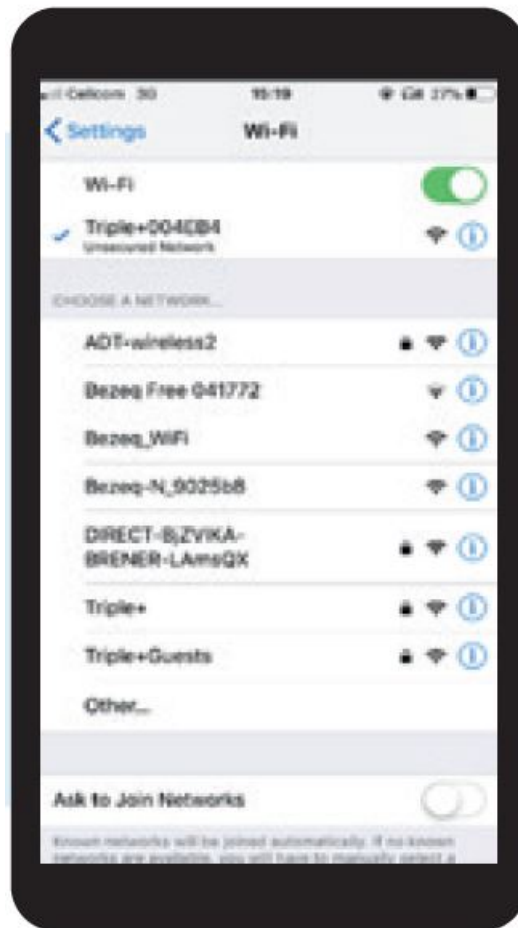 Cellcom 3G 15:19 27%
Settings Wi-Fi
Wi-Fi
Triple+004EB4
Unsecured Network
CHOOSE A NETWORK...
ADT-wireless2
Bezeq Free 041772
Bezeq_WiFi
Bezeq-N_9025b8
DIRECT-BjZVIKA-
BRENER-LAmsQX
Triple+
Triple+Guests
Other...
Ask to Join Networks
Known networks will be joined automatically. If no known
networks are available, you will have to manually select a